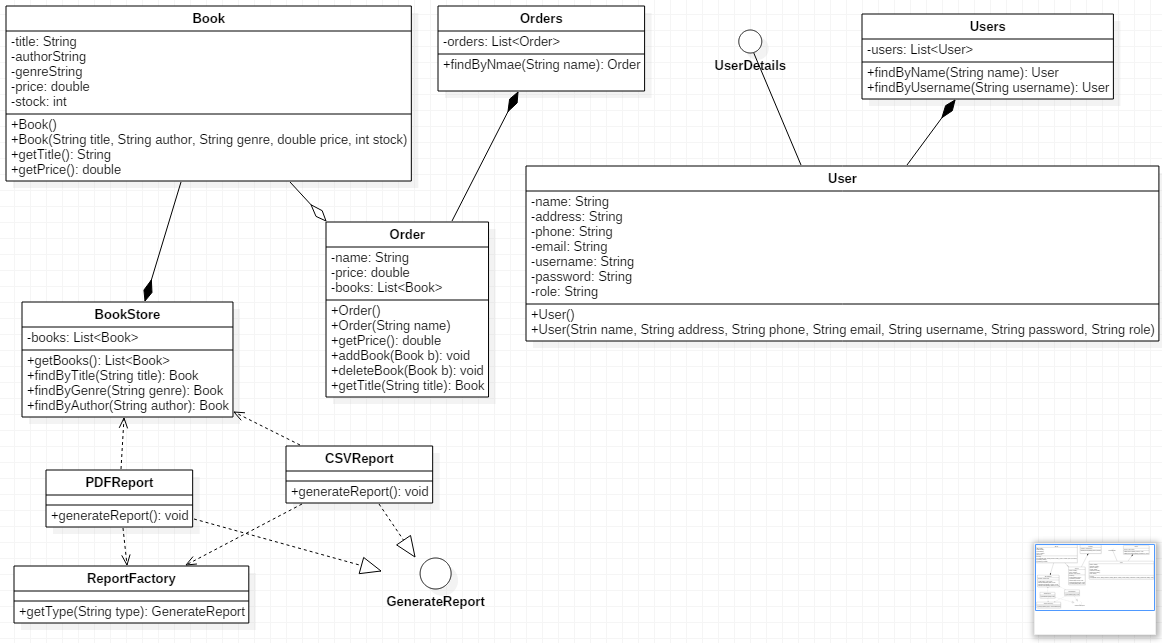 Book
-title: String
-authorString
-genreString
-price: double
-stock: int
+Book()
+Book(String title, String author, String genre, double price, int stock)
+getTitle(): String
+getPrice(): double
Orders
-orders: List<Order>
+findByNmae(String name): Order
UserDetails
Users
-users: List<User>
+findByName(String name): User
+findByUsername(String username): User
User
-name: String
-address: String
-phone: String
-email: String
-username: String
-password: String
-role: String
+User()
+User(Strin name, String address, String phone, String email, String username, String password, String role)
Order
-name: String
-price: double
-books: List<Book>
+Order()
+Order(String name)
+getPrice(): double
+addBook(Book b): void
+deleteBook(Book b): void
+getTitle(String title): Book
BookStore
-books: List<Book>
+getBooks(): List<Book>
+findByTitle(String title): Book
+findByGenre(String genre): Book
+findByAuthor(String author): Book
CSVReport
+generateReport(): void
PDFReport
+generateReport(): void
ReportFactory
+getType(String type): GenerateReport
GenerateReport